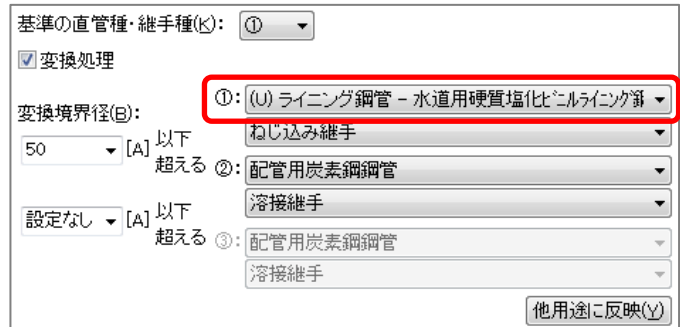 基準の直管種・継手種(K): ①
変換処理
①: (U) ライニング鋼管 − 水道用硬質塩化ビニルライニング鋼
変換境界径(B):
ねじ込み継手
50 [A] 以下
超える ②: 配管用炭素鋼鋼管
溶接継手
設定なし [A] 以下
超える ③: 配管用炭素鋼鋼管
溶接継手
他用途に反映(Y)